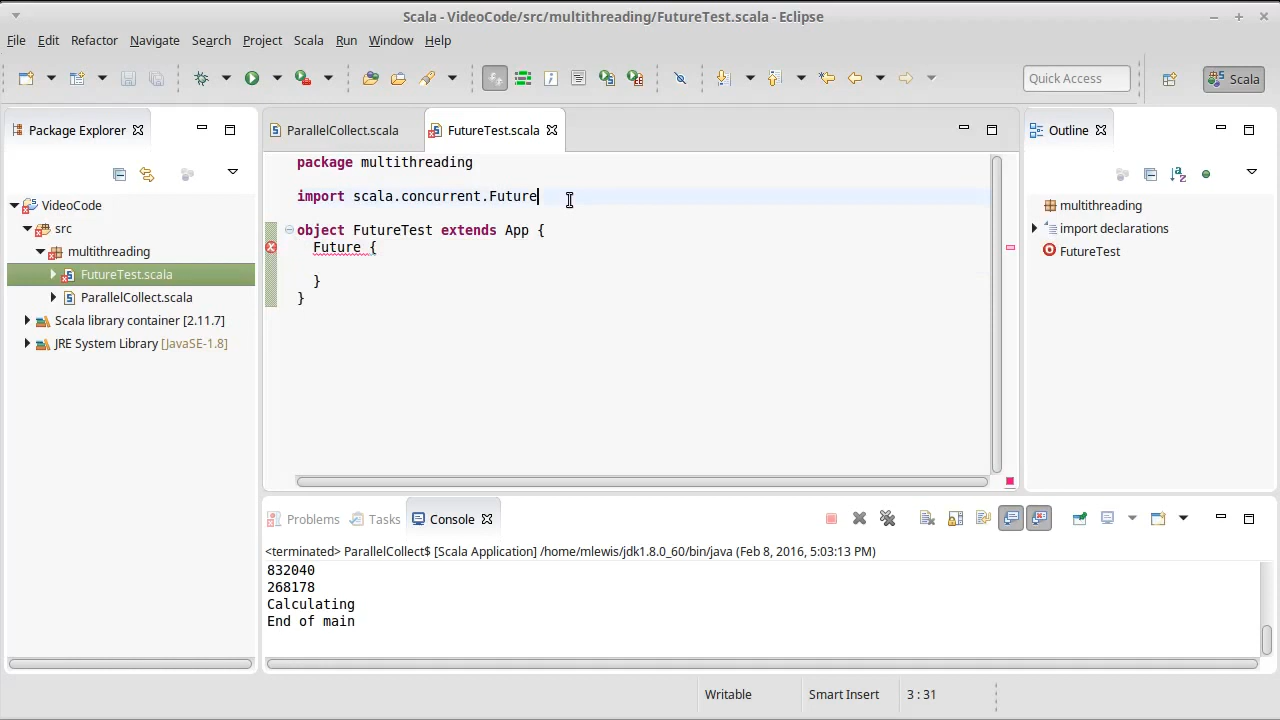 Scala - VideoCode/src/multithreading/FutureTest.scala - Eclipse
File Edit Refactor Navigate Search Project Scala Run Window Help
Quick Access
Scala
Package Explorer
VideoCode
src
multithreading
FutureTest.scala
ParallelCollect.scala
Scala library container [2.11.7]
JRE System Library [JavaSE-1.8]
ParallelCollect.scala
FutureTest.scala
package multithreading
import scala.concurrent.Future
object FutureTest extends App {
Future {
}
}
Outline
multithreading
import declarations
FutureTest
Problems
Tasks
Console
<terminated> ParallelCollect$ [Scala Application] /home/mlewis/jdk1.8.0_60/bin/java (Feb 8, 2016, 5:03:13 PM)
832040
268178
Calculating
End of main
Writable
Smart Insert
3 : 31